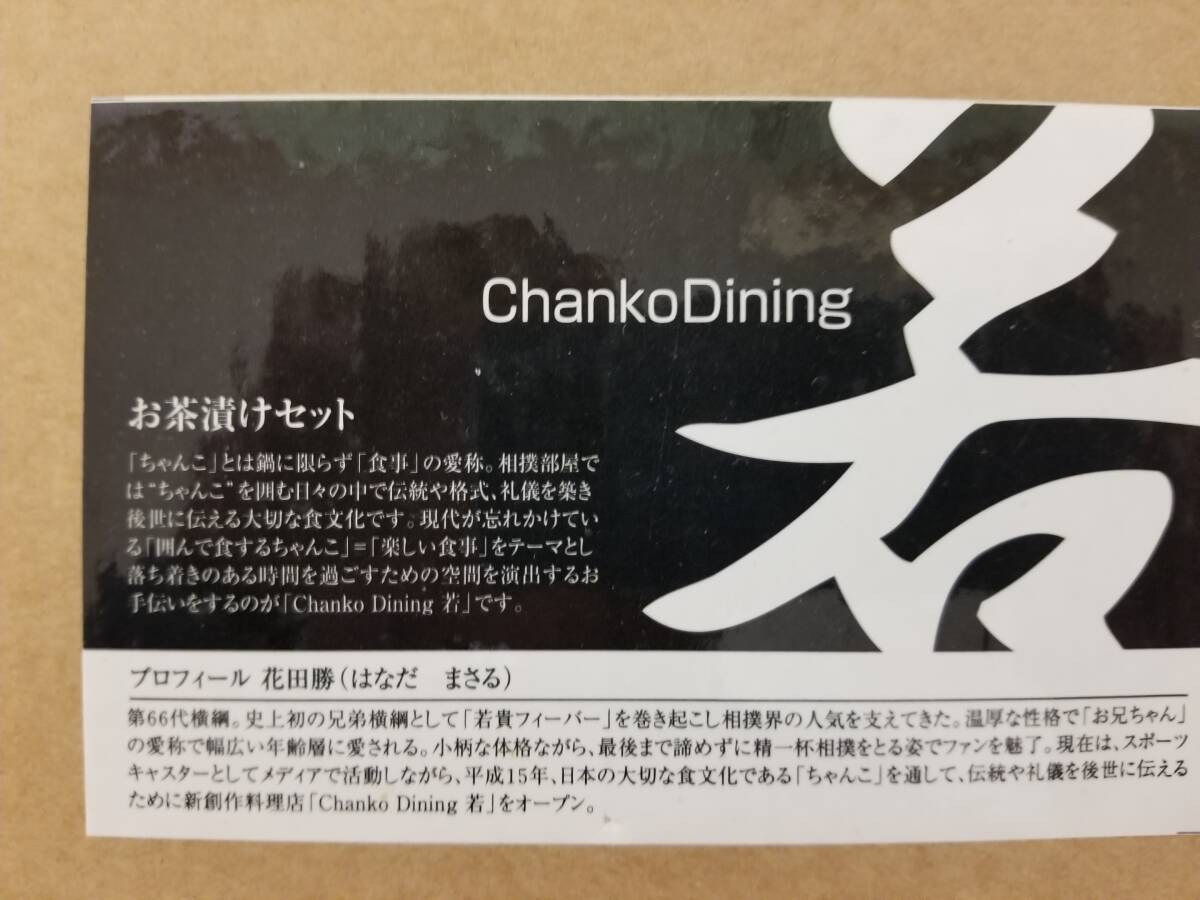 ChankoDining
若
お茶漬けセット
「ちゃんこ」とは鍋に限らず「食事」の愛称。相撲部屋で
は“ちゃんこ”を囲む日々の中で伝統や格式、礼儀を築き
後世に伝える大切な食文化です。現代が忘れかけてい
る「囲んで食するちゃんこ」=「楽しい食事」をテーマとし
落ち着きのある時間を過ごすための空間を演出するお
手伝いをするのが「Chanko Dining 若」です。
プロフィール 花田勝(はなだ　まさる)
第66代横綱。史上初の兄弟横綱として「若貴フィーバー」を巻き起こし相撲界の人気を支えてきた。温厚な性格で「お兄ちゃん」
の愛称で幅広い年齢層に愛される。小柄な体格ながら、最後まで諦めずに精一杯相撲をとる姿でファンを魅了。現在は、スポーツ
キャスターとしてメディアで活動しながら、平成15年、日本の大切な食文化である「ちゃんこ」を通して、伝統や礼儀を後世に伝える
ために新創作料理店「Chanko Dining 若」をオープン。